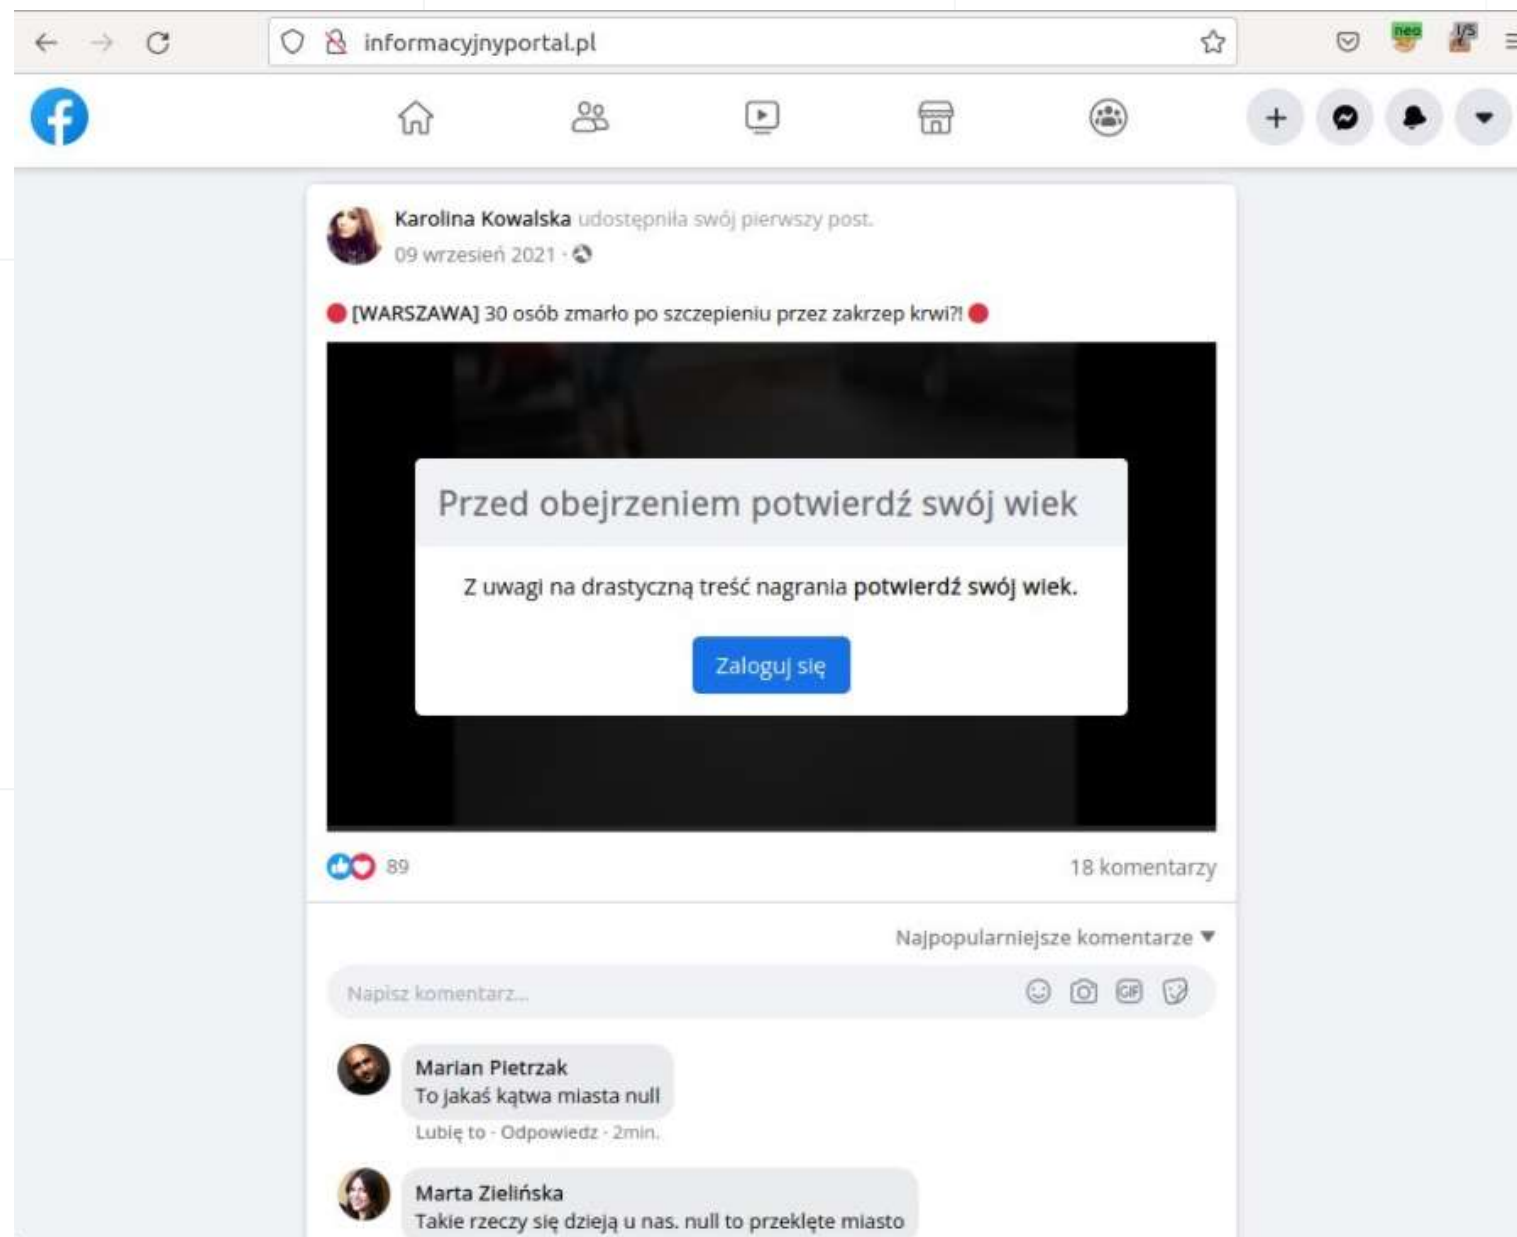 informacyjnyportal.pl
neo
I/S
Karolina Kowalska udostępniła swój pierwszy post.
09 wrzesień 2021 ·
[WARSZAWA] 30 osób zmarło po szczepieniu przez zakrzep krwi?!
Przed obejrzeniem potwierdź swój wiek
Z uwagi na drastyczną treść nagrania potwierdź swój wiek.
Zaloguj się
89
18 komentarzy
Najpopularniejsze komentarze ▼
Napisz komentarz...
GIF
Marian Pietrzak
To jakaś kątwa miasta null
Lubię to · Odpowiedz · 2min.
Marta Zielińska
Takie rzeczy się dzieją u nas. null to przeklęte miasto